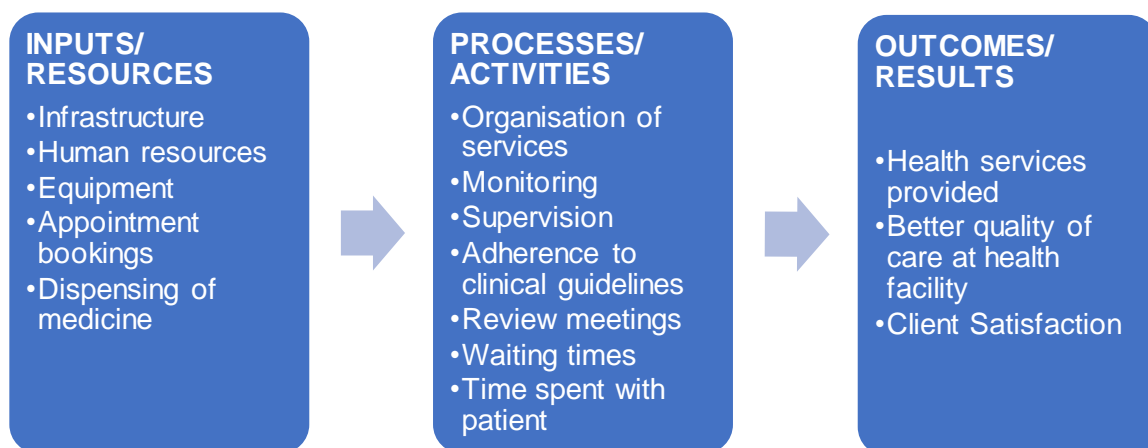 INPUTS/
RESOURCES
•Infrastructure
•Human resources
•Equipment
•Appointment
bookings
•Dispensing of
medicine
PROCESSES/
ACTIVITIES
•Organisation of
services
•Monitoring
•Supervision
•Adherence to
clinical guidelines
•Review meetings
•Waiting times
•Time spent with
patient
OUTCOMES/
RESULTS
•Health services
provided
•Better quality of
care at health
facility
•Client Satisfaction